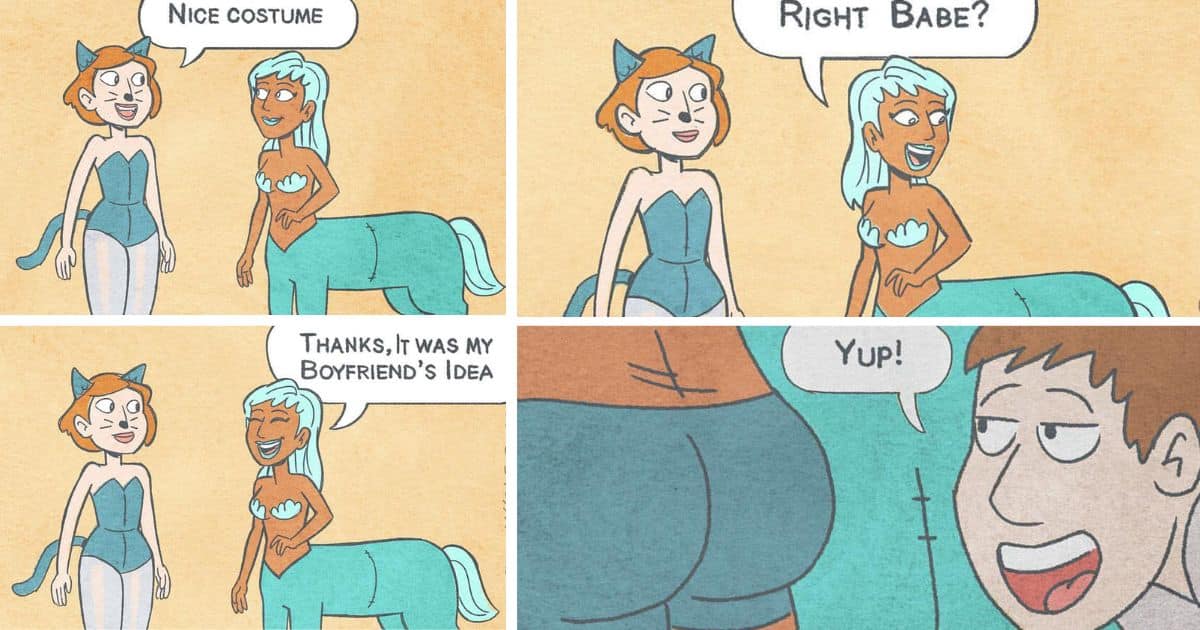 NICE COSTUME
THANKS, IT WAS MY
BOYFRIEND'S IDEA
RIGHT BABE?
YUP!